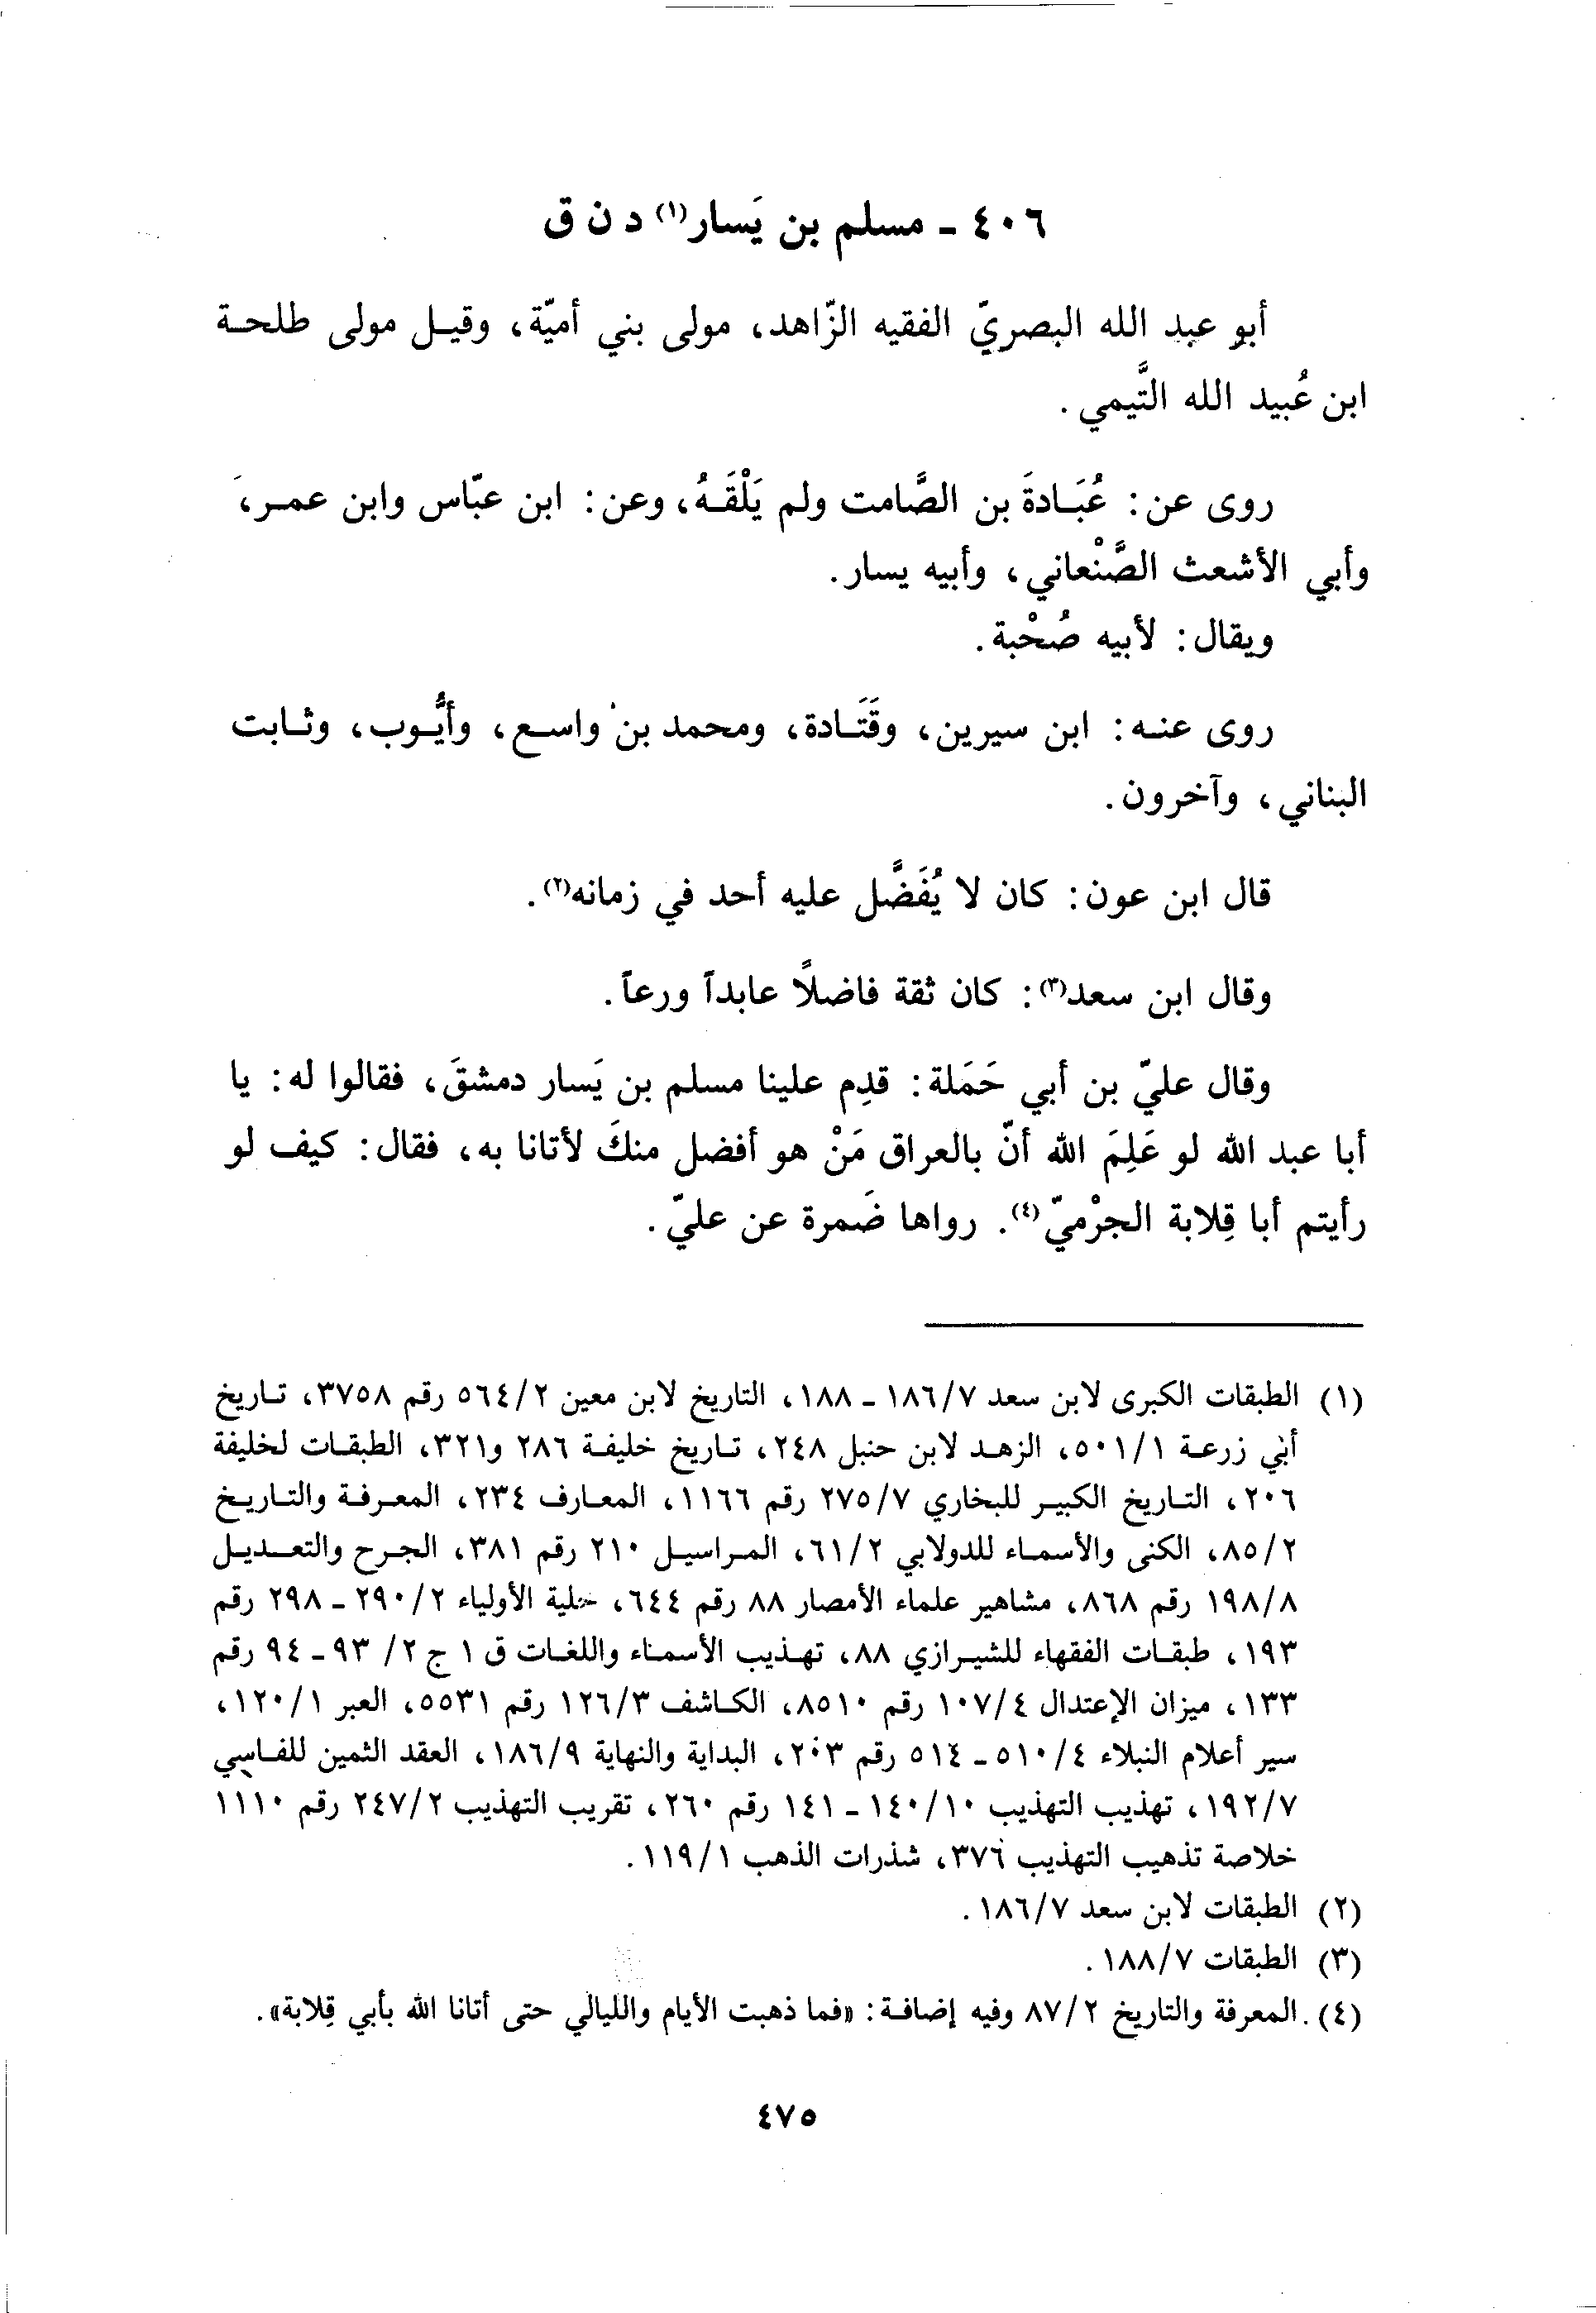 ٤٠٦ - مسلم بن يَسار(١) د ن ق
أبو عبد الله البصريّ الفقيه الزّاهد، مولى بني أميّة، وقيل مولى طلحة
ابن عُبيد الله التَّيمي.
روى عن: عُبَادةَ بن الصَّامت ولم يَلْقَهُ، وعن: ابن عبّاس وابن عمر،
وأبي الأشعث الصَّنْعاني، وأبيه يسار.
ويقال: لأبيه صُحْبة.
روى عنه: ابن سيرين، وقَتَادة، ومحمد بن واسع، وأيُّوب، وثابت
البناني، وآخرون.
قال ابن عون: كان لا يُفَضَّل عليه أحد في زمانه(٢).
وقال ابن سعد(٣): كان ثقة فاضلًا عابداً ورعاً.
وقال عليّ بن أبي حَمَلة: قدِم علينا مسلم بن يَسار دمشقَ، فقالوا له: يا
أبا عبد الله لو عَلِمَ الله أنّ بالعراق مَنْ هو أفضل منكَ لأتانا به، فقال: كيف لو
رأيتم أبا قِلابة الجرْميّ(٤). رواها ضَمرة عن عليّ.
(١) الطبقات الكبرى لابن سعد ١٨٦/٧ - ١٨٨، التاريخ لابن معين ٥٦٤/٢ رقم ٣٧٥٨، تاريخ
أبي زرعة ٥٠١/١، الزهد لابن حنبل ٢٤٨، تاريخ خليفة ٢٨٦ و٣٢١، الطبقات لخليفة
٢٠٦، التاريخ الكبير للبخاري ٢٧٥/٧ رقم ١١٦٦، المعارف ٢٣٤، المعرفة والتاريخ
٨٥/٢، الكنى والأسماء للدولابي ٦١/٢، المراسيل ٢١٠ رقم ٣٨١، الجرح والتعديل
١٩٨/٨ رقم ٨٦٨، مشاهير علماء الأمصار ٨٨ رقم ٦٤٤، حلية الأولياء ٢٩٠/٢ - ٢٩٨ رقم
١٩٣، طبقات الفقهاء للشيرازي ٨٨، تهذيب الأسماء واللغات ق ١ ج ٢/ ٩٣ - ٩٤ رقم
١٣٣، ميزان الإعتدال ١٠٧/٤ رقم ٨٥١٠، الكاشف ١٢٦/٣ رقم ٥٥٣١، العبر ١٢٠/١،
سير أعلام النبلاء ٥١٠/٤ - ٥١٤ رقم ٢٠٣، البداية والنهاية ١٨٦/٩، العقد الثمين للفاسي
١٩٢/٧، تهذيب التهذيب ١٤٠/١٠ - ١٤١ رقم ٢٦٠، تقريب التهذيب ٢٤٧/٢ رقم ١١١٠
خلاصة تذهيب التهذيب ٣٧٦، شذرات الذهب ١١٩/١.
(٢) الطبقات لابن سعد ١٨٦/٧.
(٣) الطبقات ١٨٨/٧.
(٤) المعرفة والتاريخ ٨٧/٢ وفيه إضافة: «فما ذهبت الأيام والليالي حتى أتانا الله بأبي قِلابة».
٤٧٥